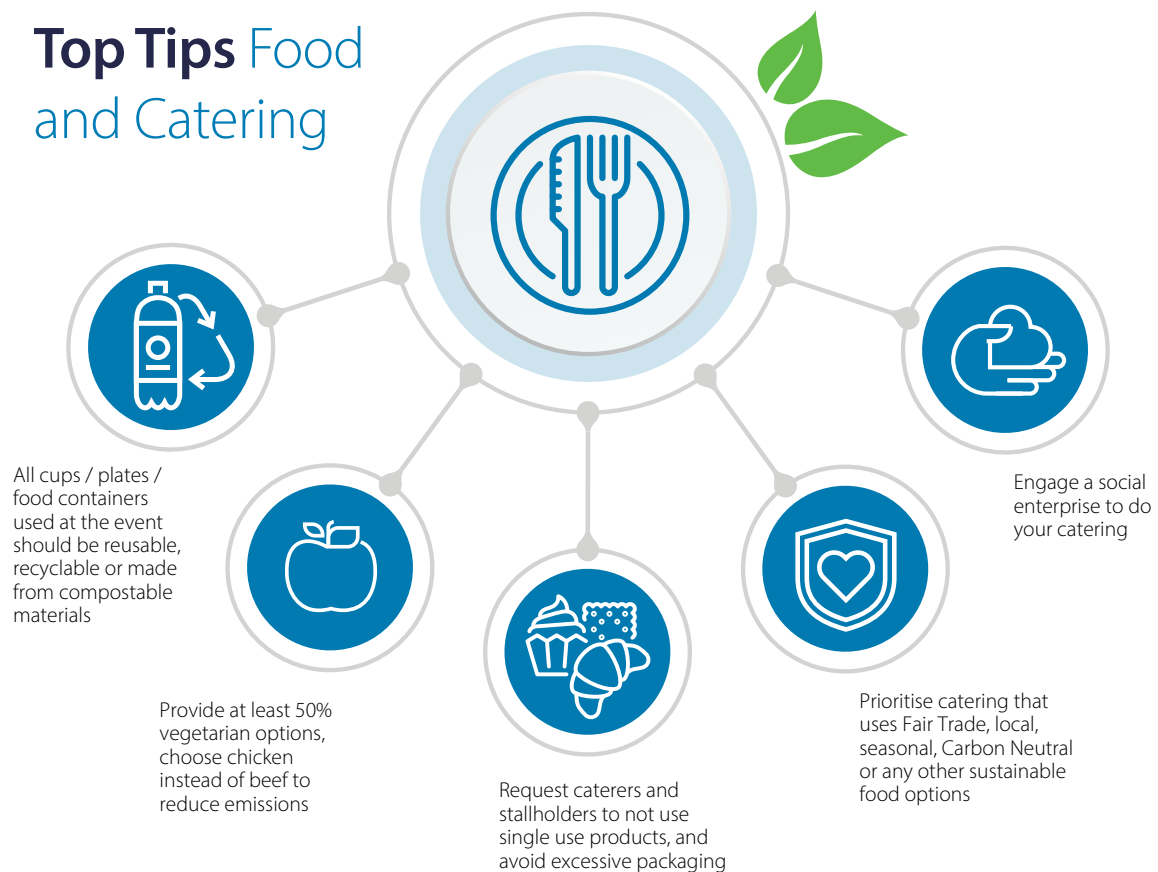 Top Tips Food
and Catering
All cups / plates /
food containers
used at the event
should be reusable,
recyclable or made
from compostable
materials
Provide at least 50%
vegetarian options,
choose chicken
instead of beef to
reduce emissions
Request caterers and
stallholders to not use
single use products, and
avoid excessive packaging
Prioritise catering that
uses Fair Trade, local,
seasonal, Carbon Neutral
or any other sustainable
food options
Engage a social
enterprise to do
your catering